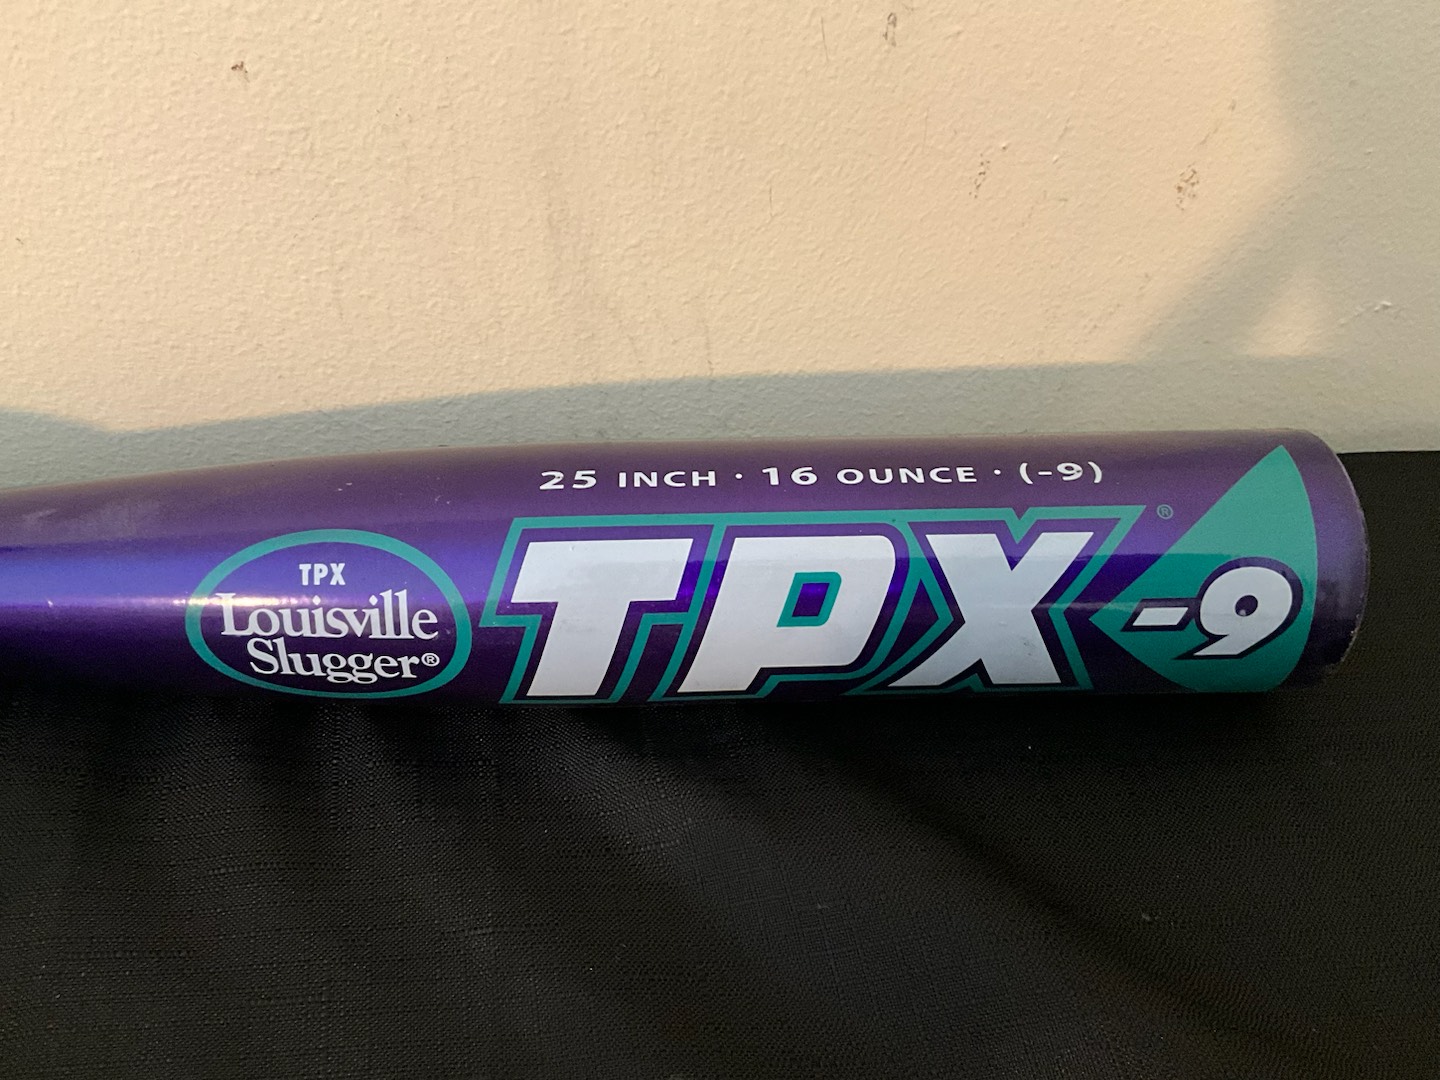 25 INCH · 16 OUNCE · (-9)
TPX
Louisville
Slugger®
TPX®
-9